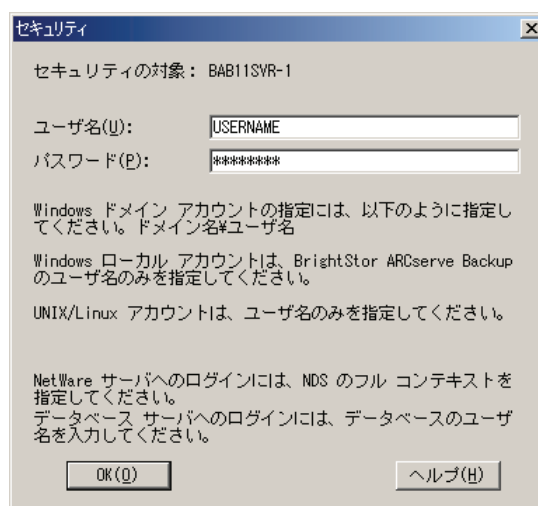 セキュリティ
セキュリティの対象： BAB11SVR-1
ユーザ名(U): USERNAME
パスワード(P): ********
Windows ドメイン アカウントの指定には、以下のように指定し
てください。ドメイン名¥ユーザ名
Windows ローカル アカウントは、BrightStor ARCserve Backup
のユーザ名のみを指定してください。
UNIX/Linux アカウントは、ユーザ名のみを指定してください。
NetWare サーバへのログインには、NDS のフル コンテキストを
指定してください。
データベース サーバへのログインには、データベースのユーザ
名を入力してください。
OK(O) ヘルプ(H)